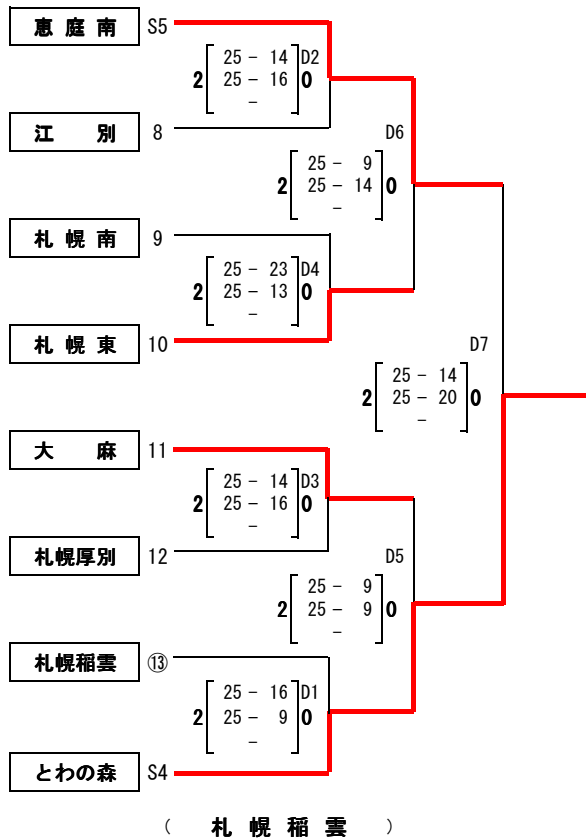 恵庭南 S5
25 － 14 D2
2 25 － 16 0
－
江 別 8
D6
25 － 9
2 25 － 14 0
－
札幌南 9
25 － 23 D4
2 25 － 13 0
－
札幌東 10
D7
25 － 14
2 25 － 20 0
－
大 麻 11
25 － 14 D3
2 25 － 16 0
－
札幌厚別 12
D5
25 － 9
2 25 － 9 0
－
札幌稲雲 ⑬
25 － 16 D1
2 25 － 9 0
－
とわの森 S4
（ 札幌稲雲 ）